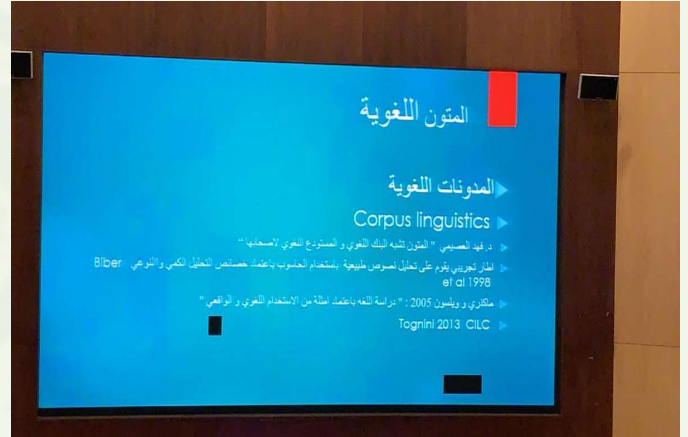 المتون اللغوية
المدونات اللغوية
Corpus linguistics
د.فهد العصيمي " المتون تشبه البنك اللغوي و المستودع اللغوي لاصحابها "
اطار تجريبي يقوم على تحليل نصوص طبيعية باستخدام الحاسوب باعتماد خصائص التحليل الكمي والنوعي Biber
et al 1998
ماكنري و ويلسون 2005 : " دراسة اللغه باعتماد امثلة من الاستخدام اللغوي و الواقعي "
Tognini 2013 CILC